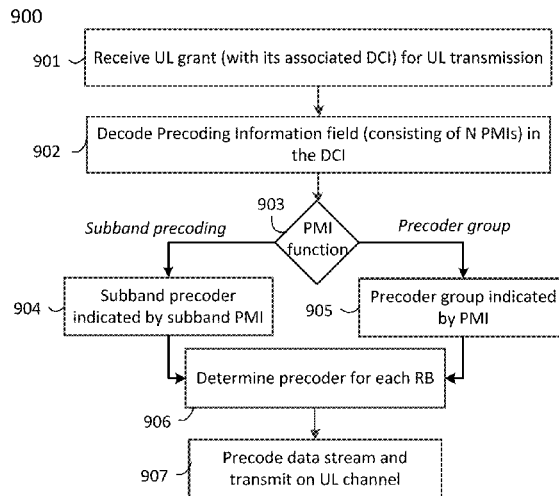 900
901
Receive UL grant (with its associated DCI) for UL transmission
902
Decode Precoding Information field (consisting of N PMIs) in
the DCI
903
PMI
function
Subband precoding
Precoder group
904
Subband precoder
indicated by subband PMI
905
Precoder group indicated
by PMI
Determine precoder for each RB
906
907
Precode data stream and
transmit on UL channel